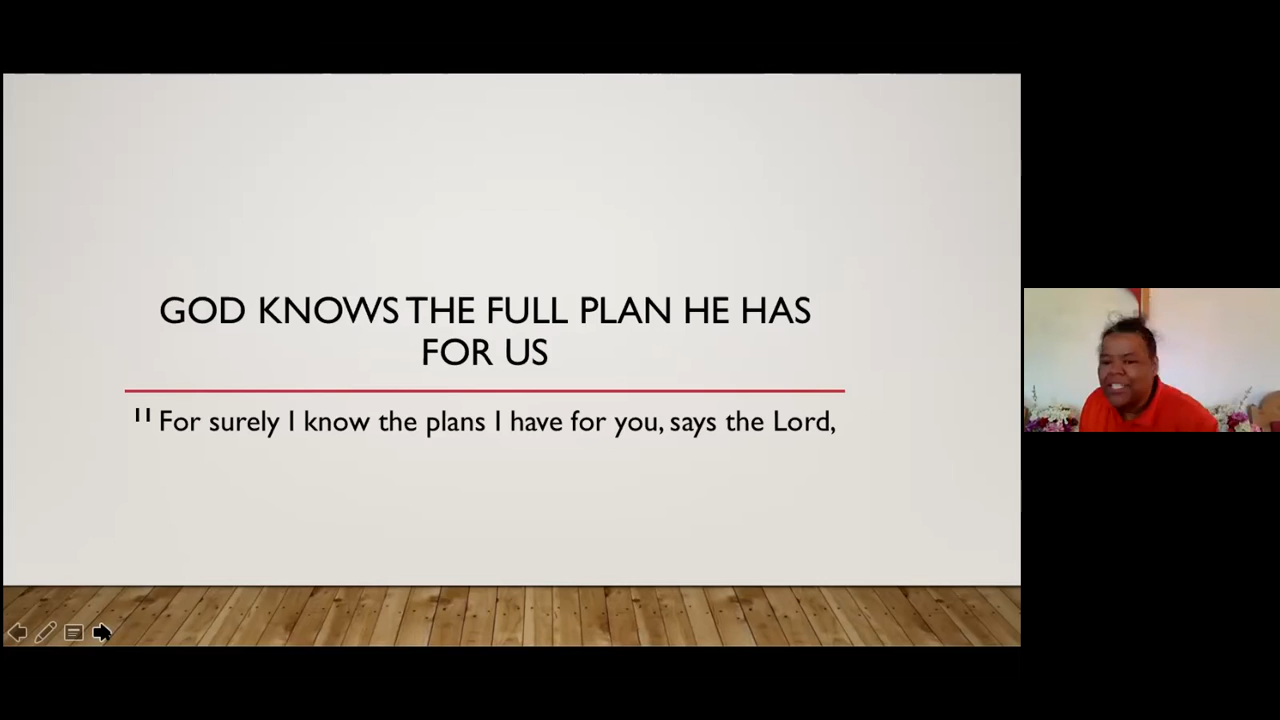 GOD KNOWS THE FULL PLAN HE HAS
FOR US
11 For surely I know the plans I have for you, says the Lord,